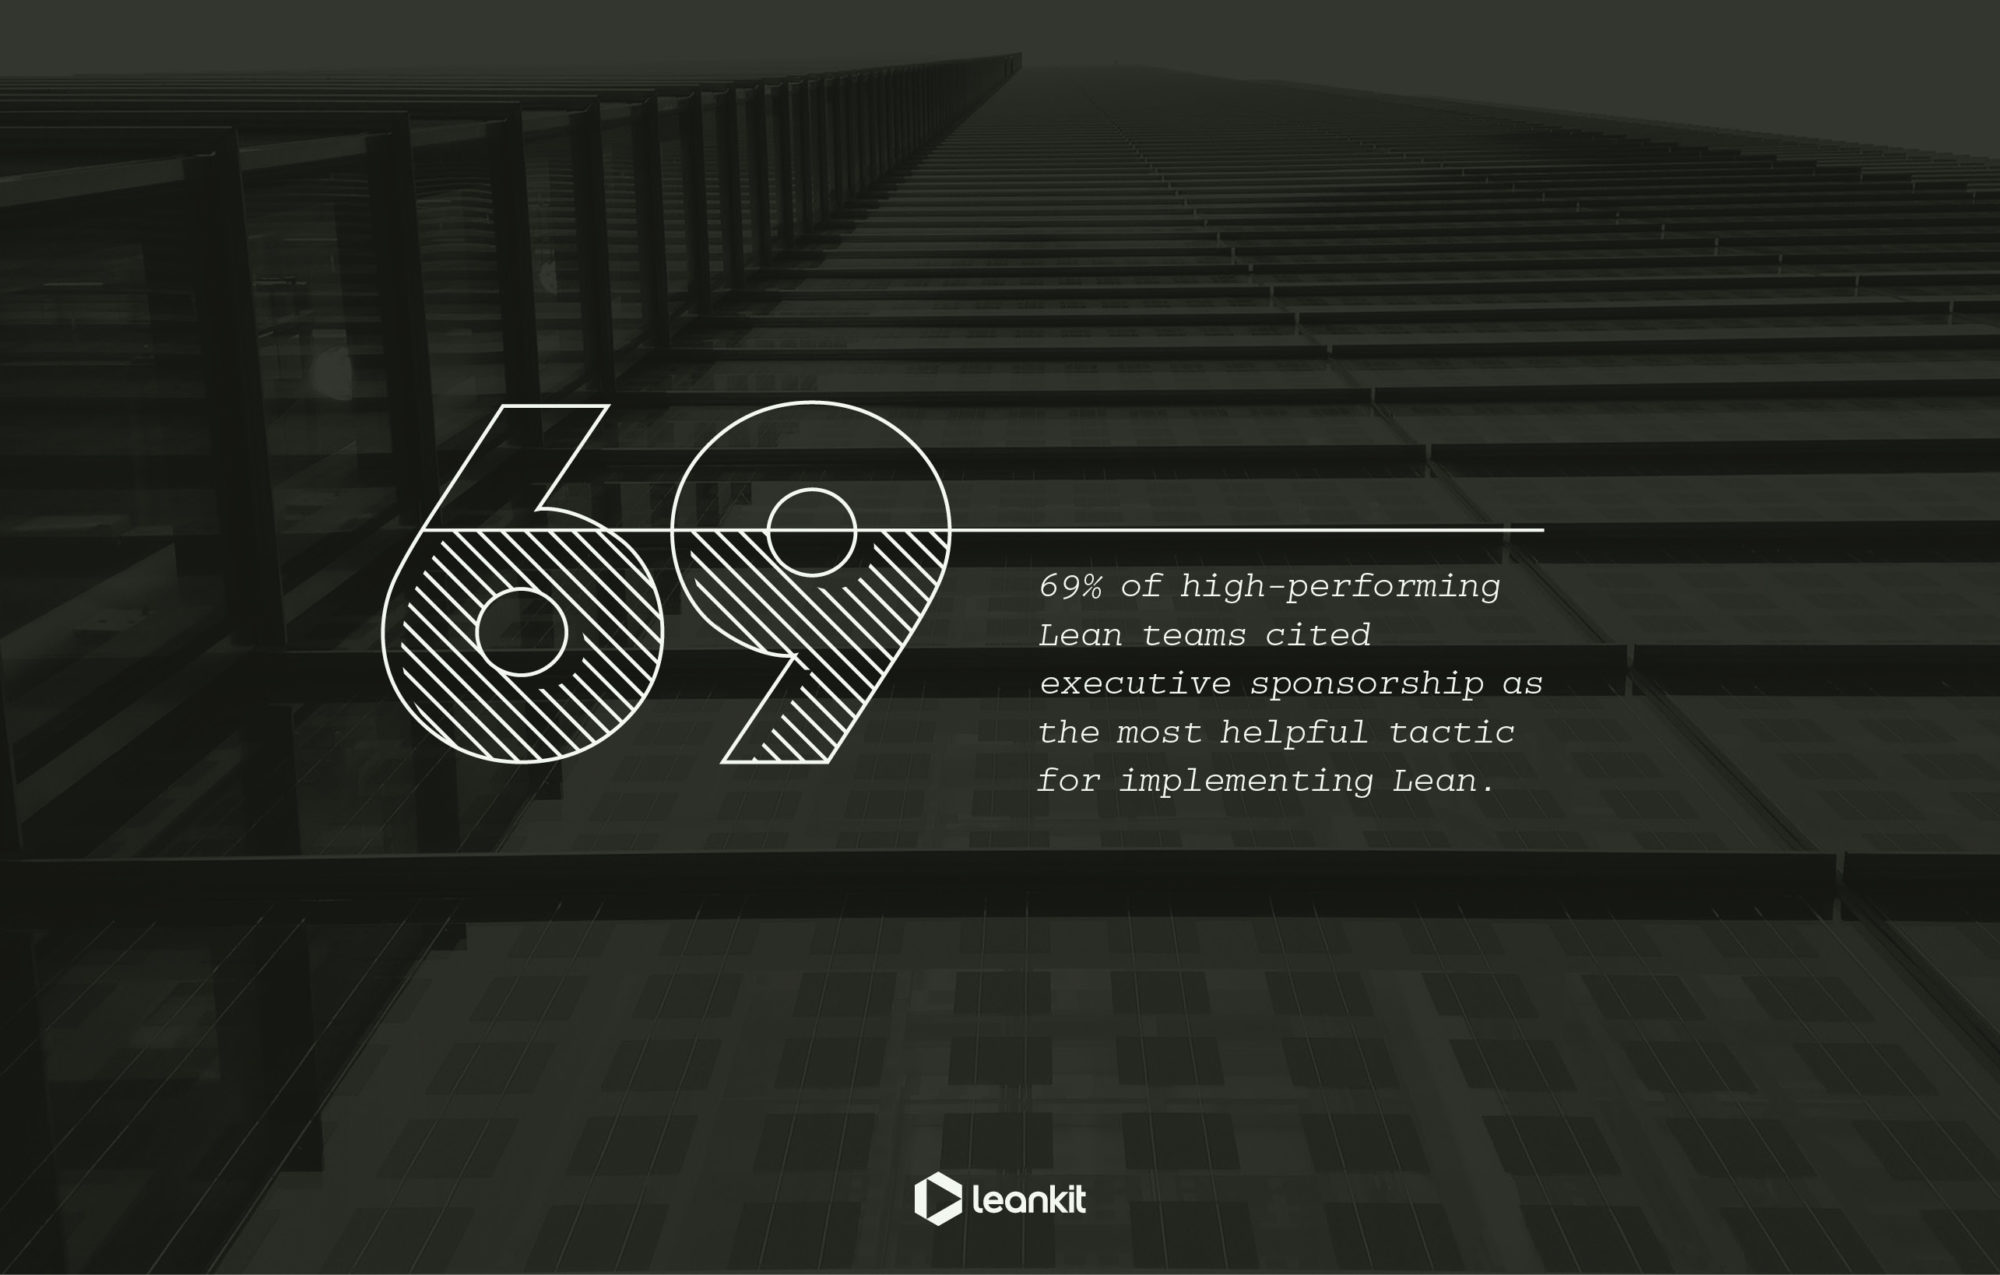 69
69% of high-performing
Lean teams cited
executive sponsorship as
the most helpful tactic
for implementing Lean.
leankit